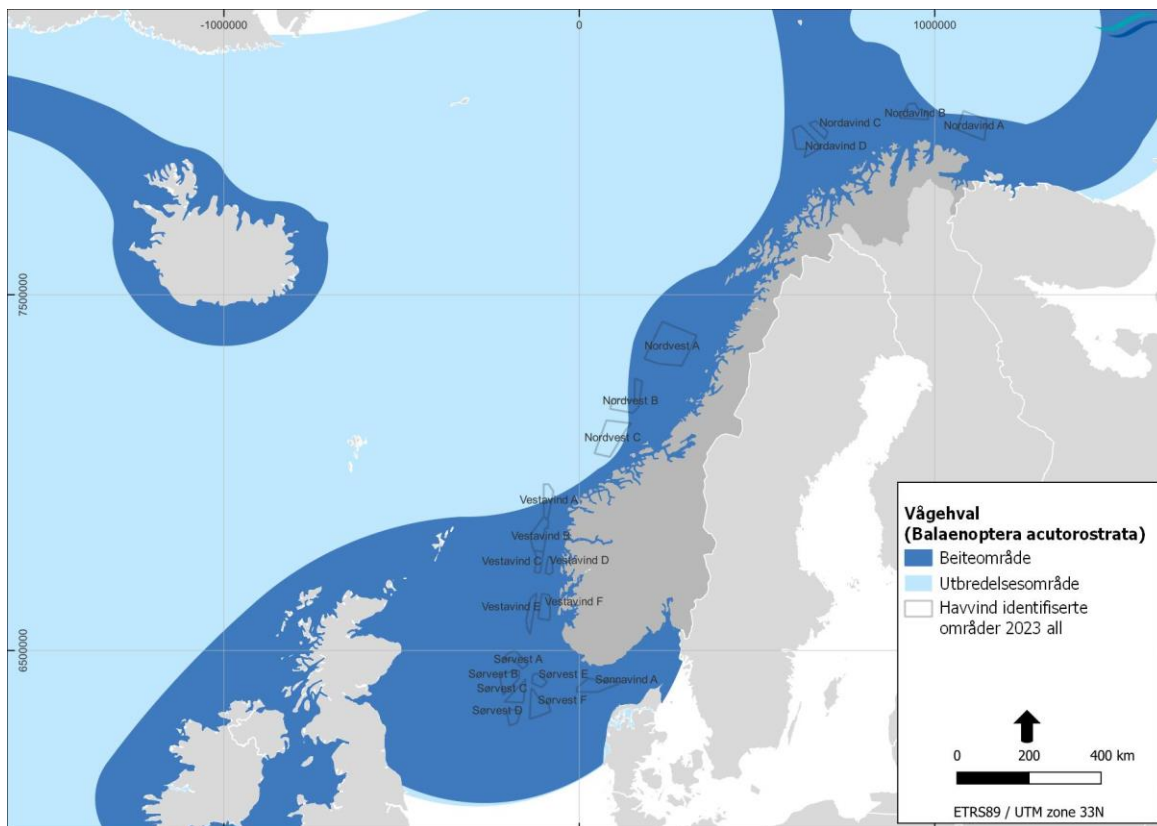 -1000000
0
1000000
7500000
6500000
Nordavind B
Nordavind C
Nordavind A
Nordavind D
Nordvest A
Nordvest B
Nordvest C
Vestavind A
Vestavind B
Vestavind C
Vestavind D
Vestavind E
Vestavind F
Sørvest A
Sørvest B
Sørvest E
Sønnavind A
Sørvest C
Sørvest F
Sørvest D
Vågehval
(Balaenoptera acutorostrata)
Beiteområde
Utbredelsesområde
Havvind identifiserte
områder 2023 all
0 200 400 km
ETRS89 / UTM zone 33N